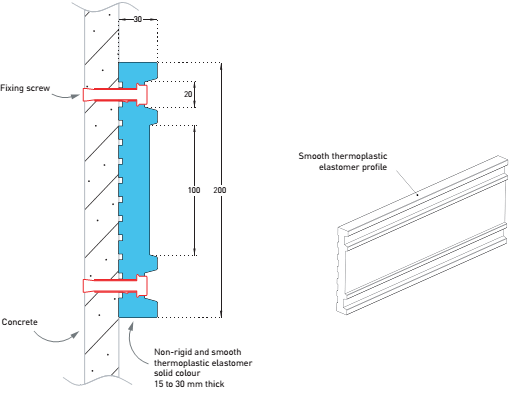 30
Fixing screw
20
Smooth thermoplastic
elastomer profile
100
200
Concrete
Non-rigid and smooth
thermoplastic elastomer
solid colour
15 to 30 mm thick